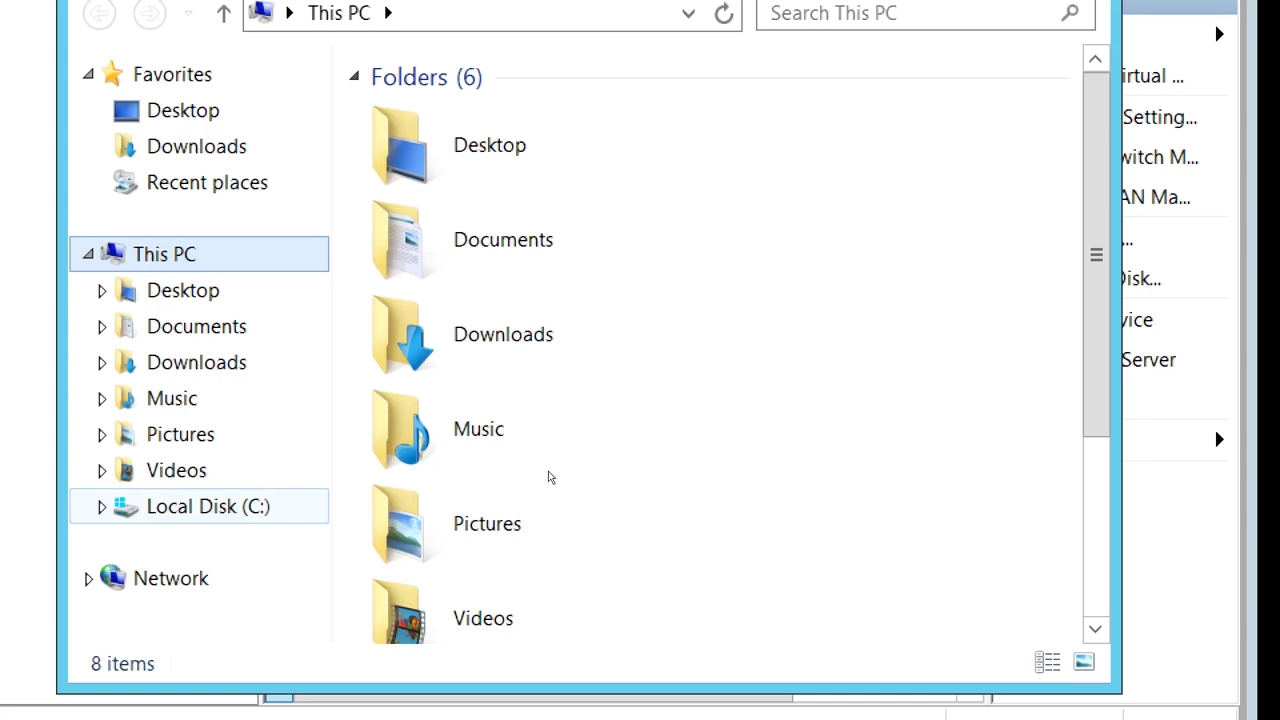 This PC
Search This PC
Favorites
Desktop
Downloads
Recent places
This PC
Desktop
Documents
Downloads
Music
Pictures
Videos
Local Disk (C:)
Network
Folders (6)
Desktop
Documents
Downloads
Music
Pictures
Videos
8 items
irtual ...
Setting...
witch M...
AN Ma...
...
Disk...
vice
Server